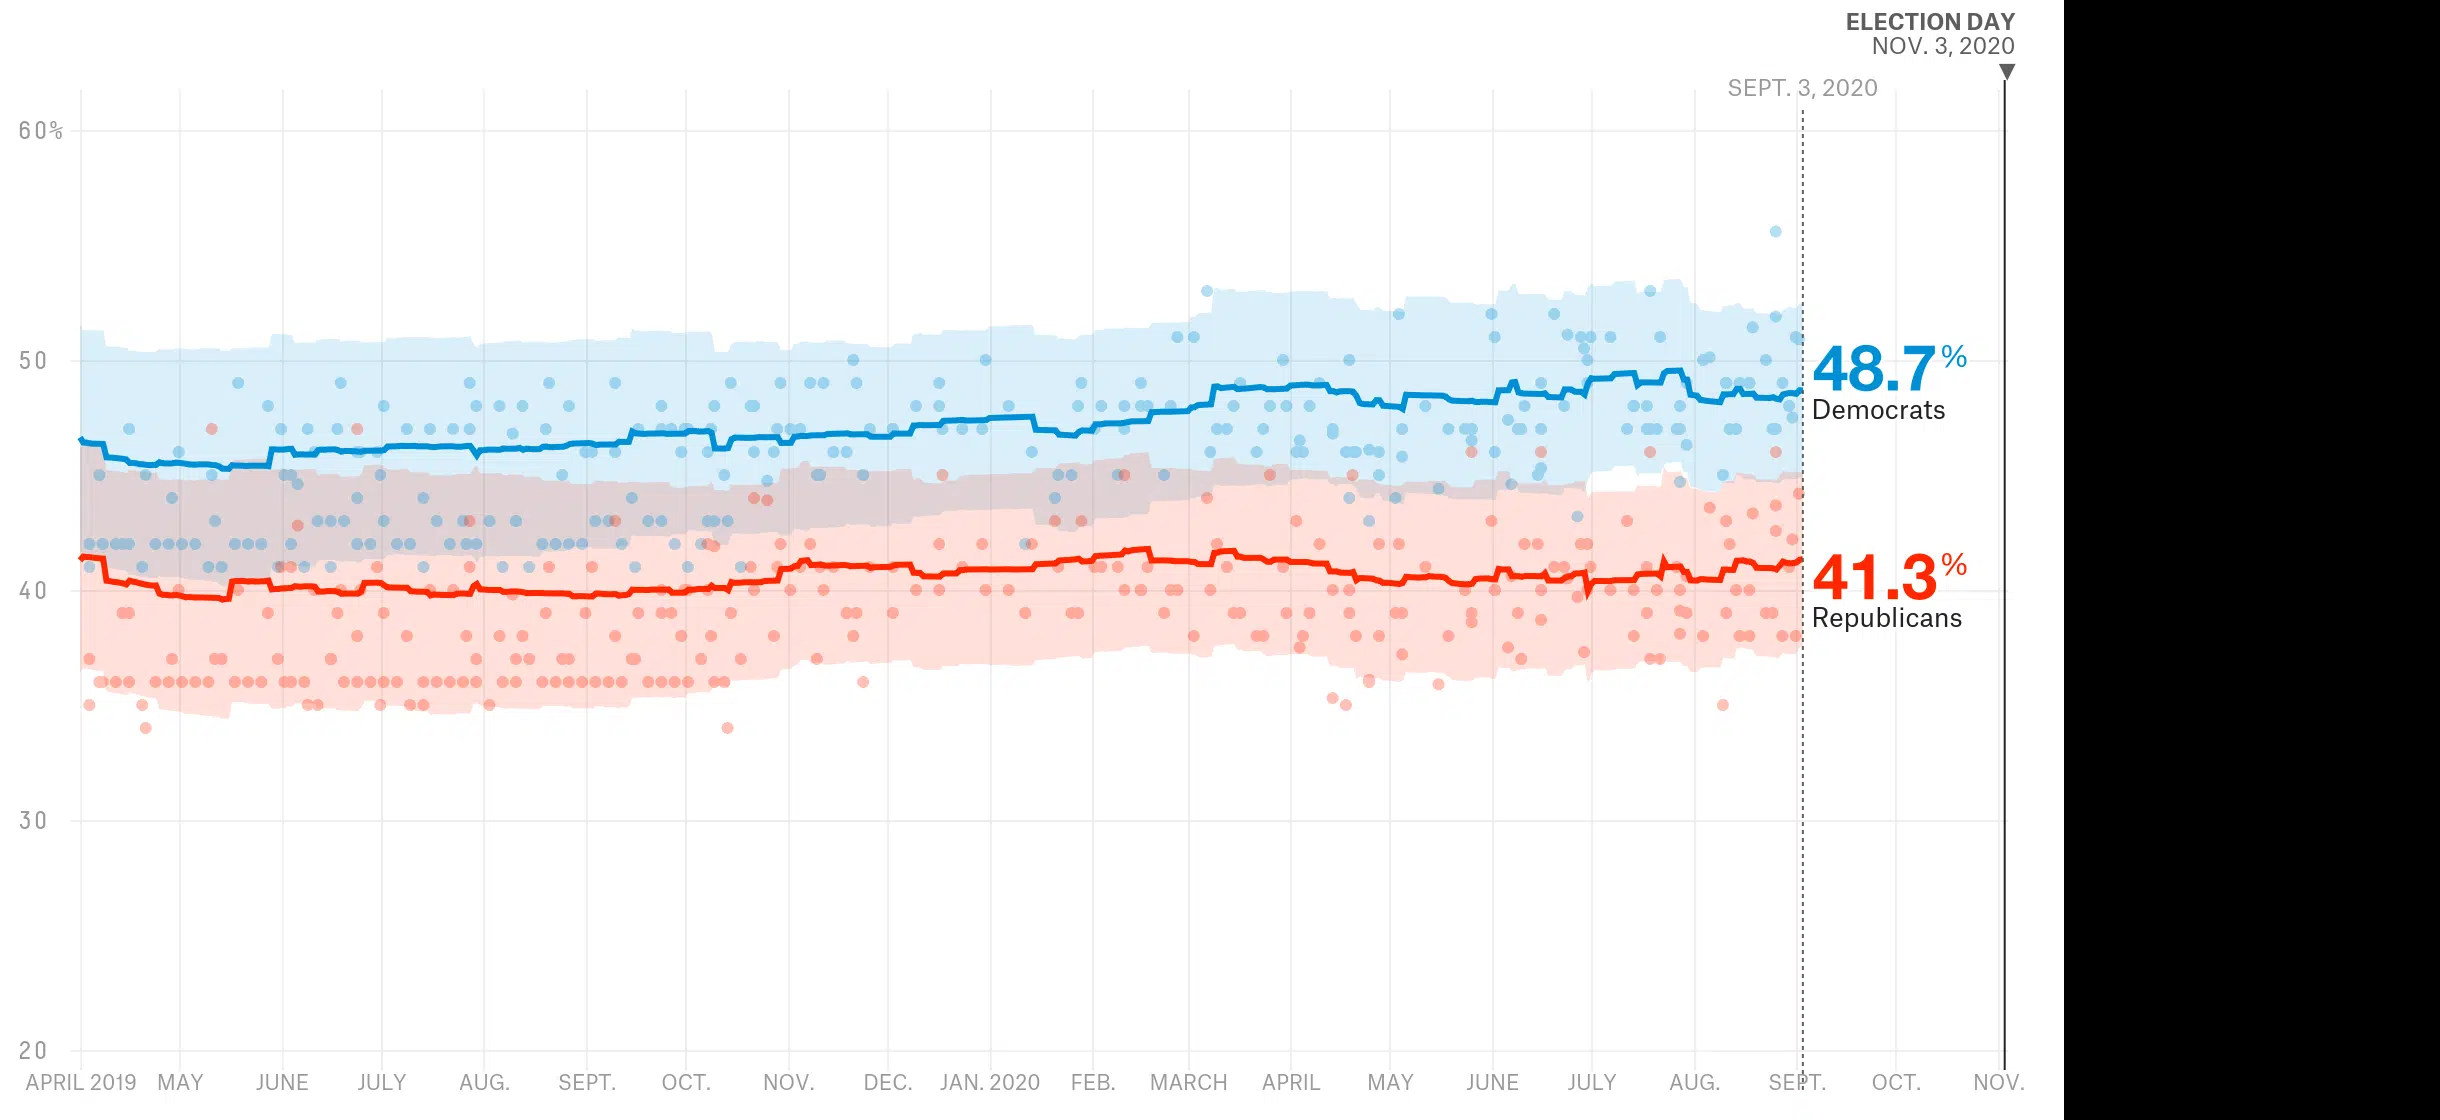 ELECTION DAY
NOV. 3, 2020
SEPT. 3, 2020
60%
50
40
30
20
48.7%
Democrats
41.3%
Republicans
APRIL 2019 MAY JUNE JULY AUG. SEPT. OCT. NOV. DEC. JAN. 2020 FEB. MARCH APRIL MAY JUNE JULY AUG. SEPT. OCT. NOV.